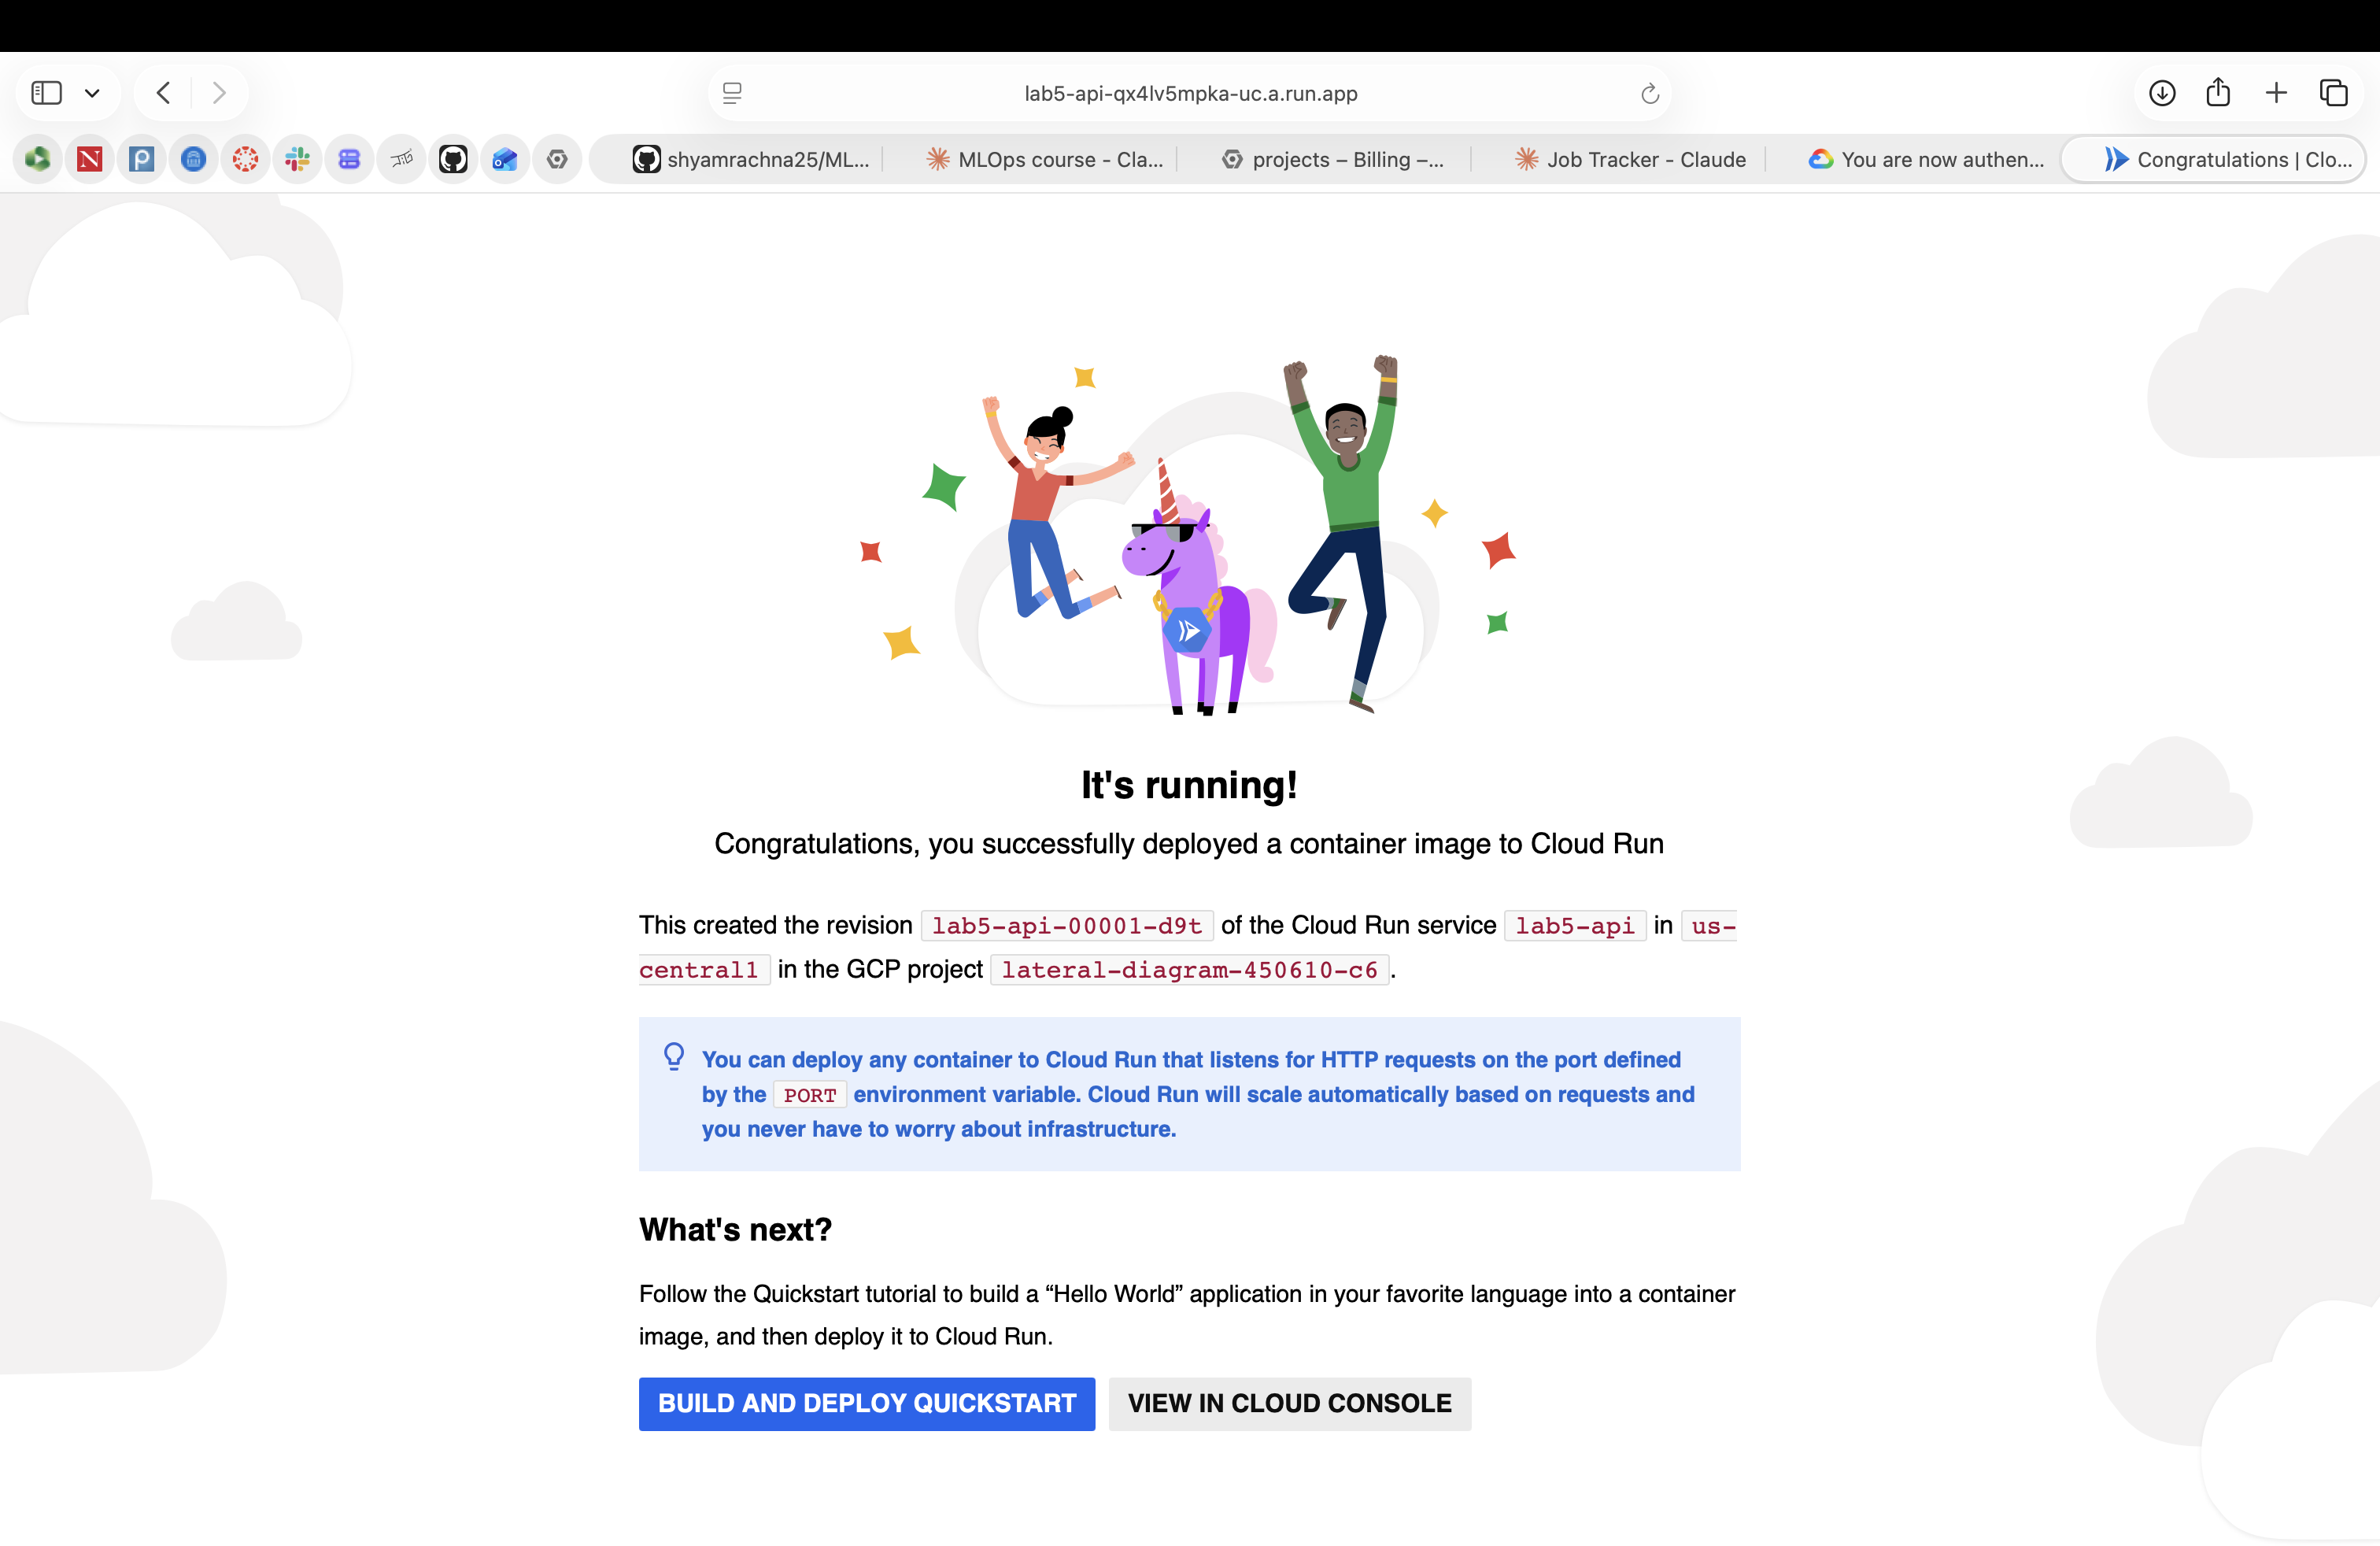 lab5-api-qx4lv5mpka-uc.a.run.app
shyamrachna25/ML...
MLOps course - Cla...
projects – Billing –...
Job Tracker - Claude
You are now authen...
Congratulations | Clo...
It's running!
Congratulations, you successfully deployed a container image to Cloud Run
This created the revision lab5-api-00001-d9t of the Cloud Run service lab5-api in us-
central1 in the GCP project lateral-diagram-450610-c6.
You can deploy any container to Cloud Run that listens for HTTP requests on the port defined
by the PORT environment variable. Cloud Run will scale automatically based on requests and
you never have to worry about infrastructure.
What's next?
Follow the Quickstart tutorial to build a “Hello World” application in your favorite language into a container
image, and then deploy it to Cloud Run.
BUILD AND DEPLOY QUICKSTART
VIEW IN CLOUD CONSOLE